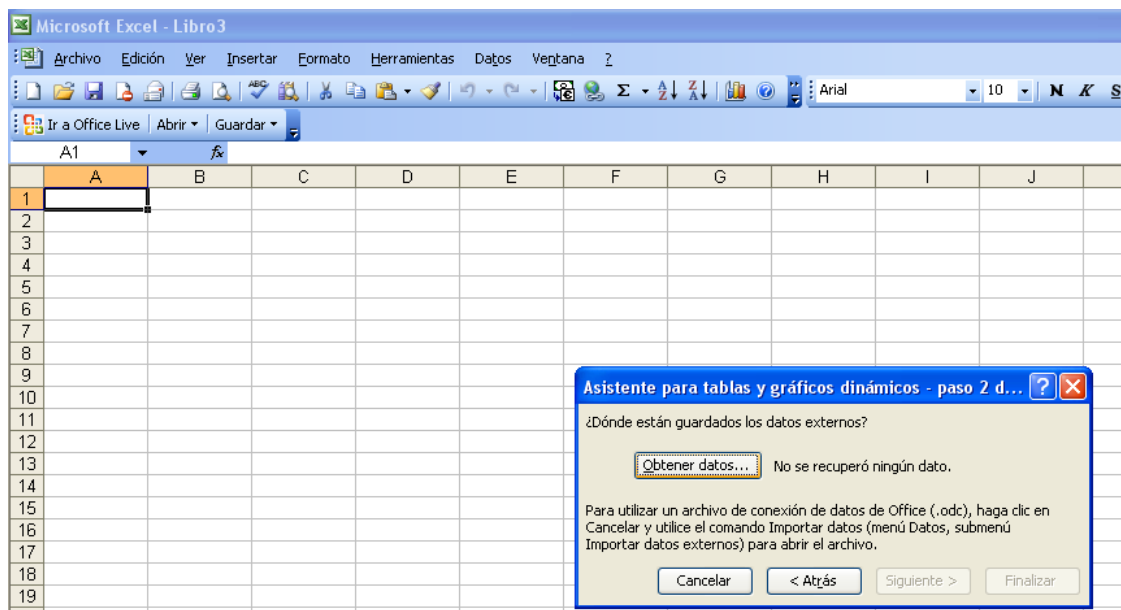 Microsoft Excel - Libro3
Archivo Edición Ver Insertar Formato Herramientas Datos Ventana ?
ABC Σ A Z Z A Arial 10 N K S
Ir a Office Live Abrir Guardar
A1 fx
A B C D E F G H I J
1
2
3
4
5
6
7
8
9
10
11
12
13
14
15
16
17
18
19
Asistente para tablas y gráficos dinámicos - paso 2 d... ?
¿Dónde están guardados los datos externos?
Obtener datos... No se recuperó ningún dato.
Para utilizar un archivo de conexión de datos de Office (.odc), haga clic en
Cancelar y utilice el comando Importar datos (menú Datos, submenú
Importar datos externos) para abrir el archivo.
Cancelar < Atrás Siguiente > Finalizar